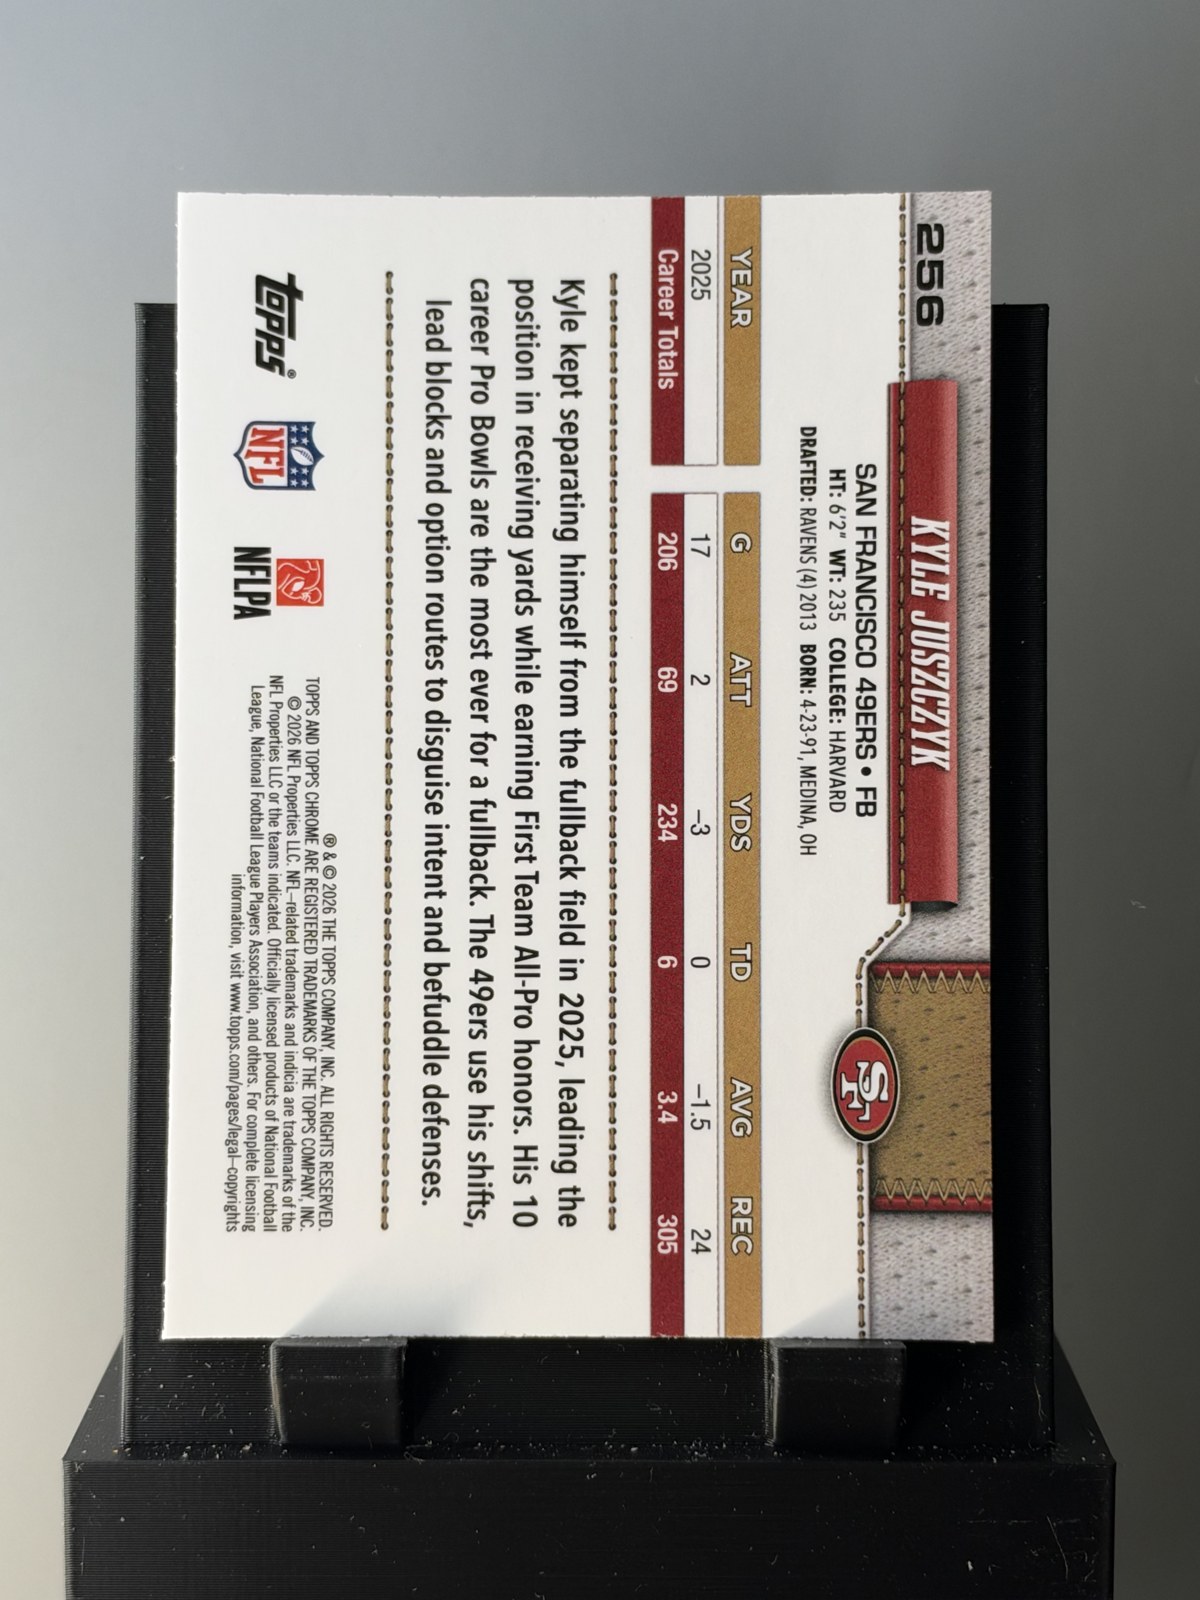 256
KYLE JUSZCZYK
SAN FRANCISCO 49ERS • FB
HT: 6'2" WT: 235 COLLEGE: HARVARD
DRAFTED: RAVENS (4) 2013 BORN: 4-23-91, MEDINA, OH
SF
YEAR G ATT YDS TD AVG REC
2025 17 2 –3 0 –1.5 24
Career Totals 206 69 234 6 3.4 305
Kyle kept separating himself from the fullback field in 2025, leading the
position in receiving yards while earning First Team All-Pro honors. His 10
career Pro Bowls are the most ever for a fullback. The 49ers use his shifts,
lead blocks and option routes to disguise intent and befuddle defenses.
topps®
NFL
NFLPA
® & © 2026 THE TOPPS COMPANY, INC. ALL RIGHTS RESERVED.
TOPPS AND TOPPS CHROME ARE REGISTERED TRADEMARKS OF THE TOPPS COMPANY, INC.
© 2026 NFL Properties LLC. NFL–related trademarks and indicia are trademarks of the
NFL Properties LLC or the teams indicated. Officially licensed products of National Football
League, National Football League Players Association, and others. For complete licensing
information, visit www.topps.com/pages/legal–copyrights